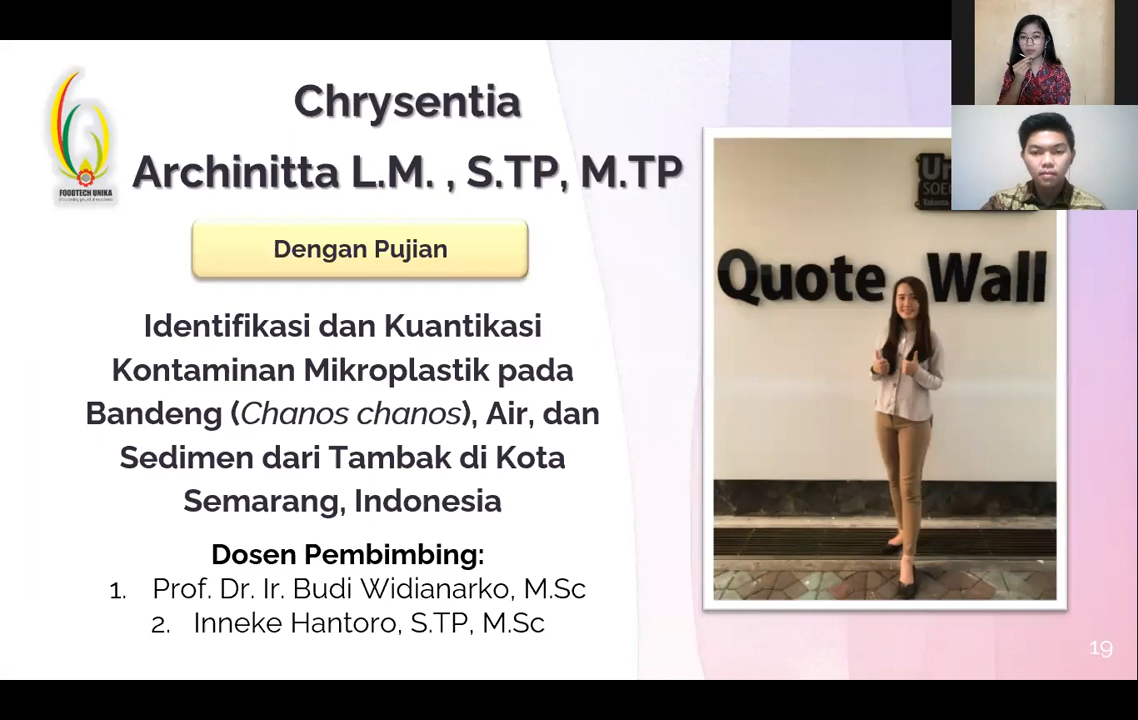 Chrysentia
Archinitta L.M. , S.TP, M.TP
FOODTECH UNIKA
Dengan Pujian
Identifikasi dan Kuantikasi
Kontaminan Mikroplastik pada
Bandeng (Chanos chanos), Air, dan
Sedimen dari Tambak di Kota
Semarang, Indonesia
Dosen Pembimbing:
1. Prof. Dr. Ir. Budi Widianarko, M.Sc
2. Inneke Hantoro, S.TP, M.Sc
Quote Wall
19